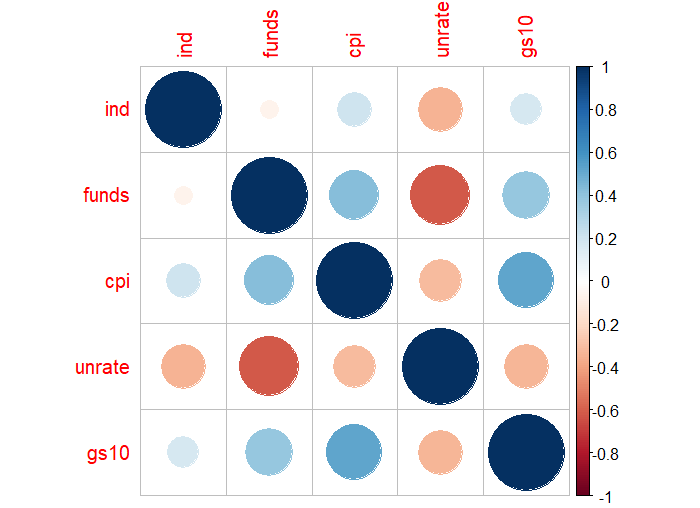 ind funds cpi unrate gs10
ind
funds
cpi
unrate
gs10
1
0.8
0.6
0.4
0.2
0
-0.2
-0.4
-0.6
-0.8
-1